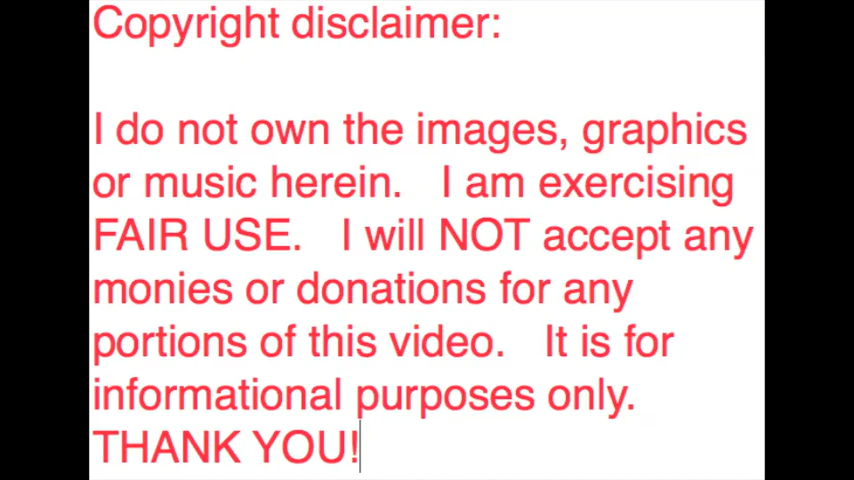 Copyright disclaimer:
I do not own the images, graphics
or music herein.   I am exercising
FAIR USE.   I will NOT accept any
monies or donations for any
portions of this video.   It is for
informational purposes only.
THANK YOU!